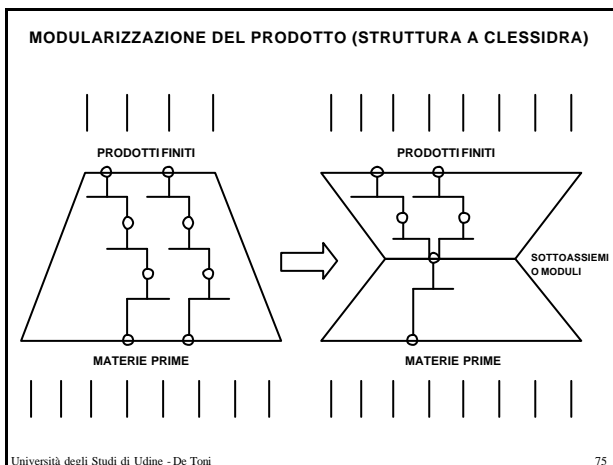 MODULARIZZAZIONE DEL PRODOTTO (STRUTTURA A CLESSIDRA)
PRODOTTI FINITI
PRODOTTI FINITI
SOTTOASSIEMI
O MODULI
MATERIE PRIME
MATERIE PRIME
Università degli Studi di Udine - De Toni
75